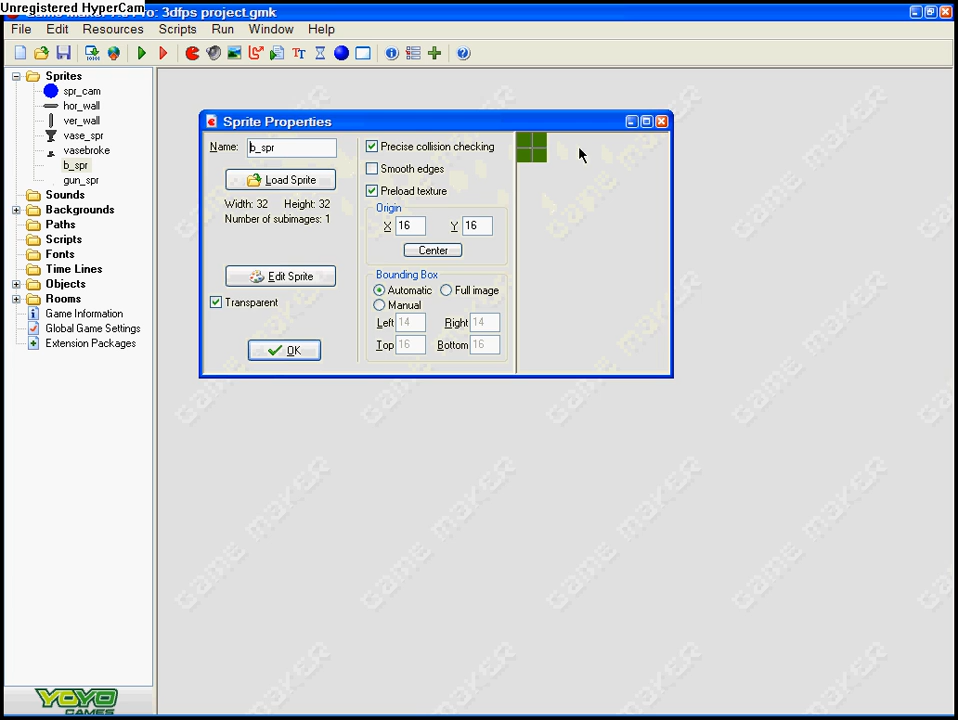 Unregistered HyperCam
Pro: 3dfps project.gmk
File Edit Resources Scripts Run Window Help
Sprites
spr_cam
hor_wall
ver_wall
vase_spr
vasebroke
b_spr
gun_spr
Sounds
Backgrounds
Paths
Scripts
Fonts
Time Lines
Objects
Rooms
Game Information
Global Game Settings
Extension Packages
YOYO
GAMES
Sprite Properties
Name: b_spr
Load Sprite
Width: 32 Height: 32
Number of subimages: 1
Edit Sprite
Transparent
OK
Precise collision checking
Smooth edges
Preload texture
Origin
X 16 Y 16
Center
Bounding Box
Automatic Full image
Manual
Left 14 Right 14
Top 16 Bottom 16
GAME MAKER